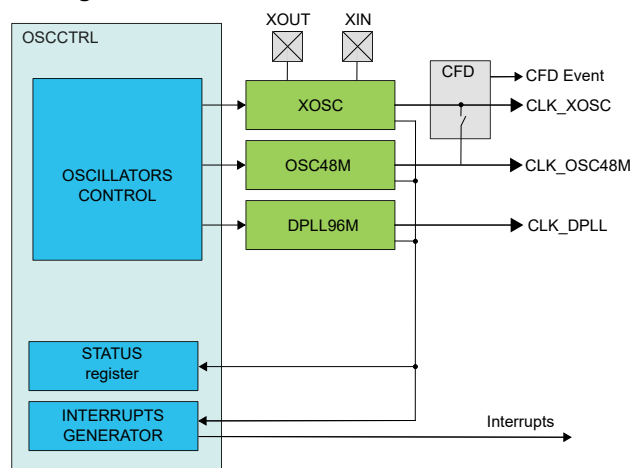 XOUT
XIN
OSCCTRL
CFD
CFD Event
XOSC
CLK_XOSC
OSCILLATORS
CONTROL
OSC48M
CLK_OSC48M
DPLL96M
CLK_DPLL
STATUS
register
INTERRUPTS
GENERATOR
Interrupts